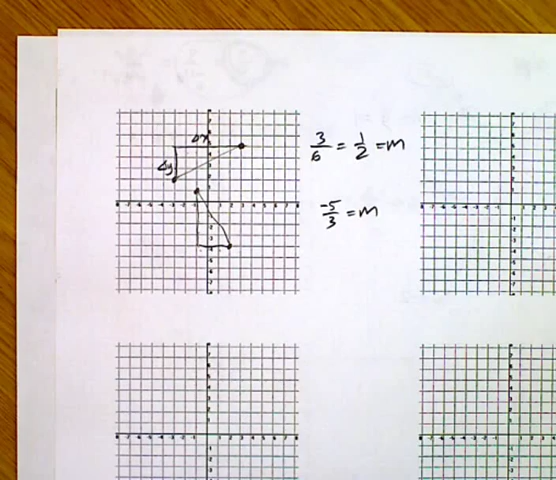 Δx
Δy
3/6 = 1/2 = m
-5/3 = m